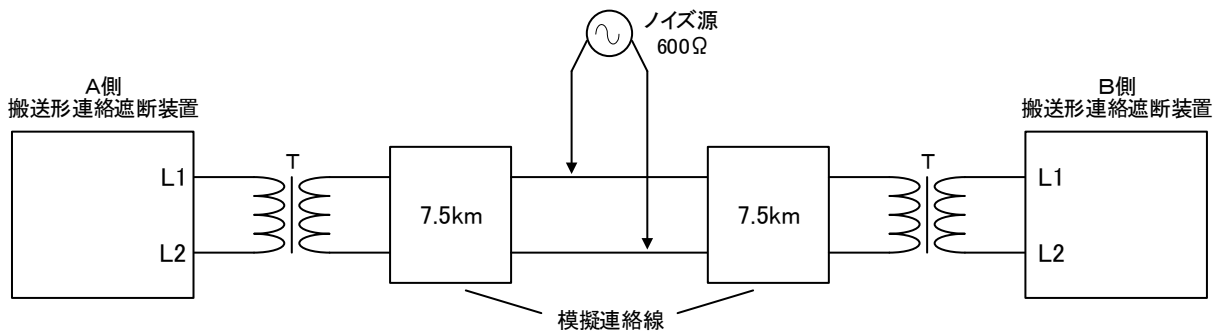 ノイズ源
600Ω
A側
搬送形連絡遮断装置
B側
搬送形連絡遮断装置
L1
L2
T
7.5km
7.5km
T
L1
L2
模擬連絡線